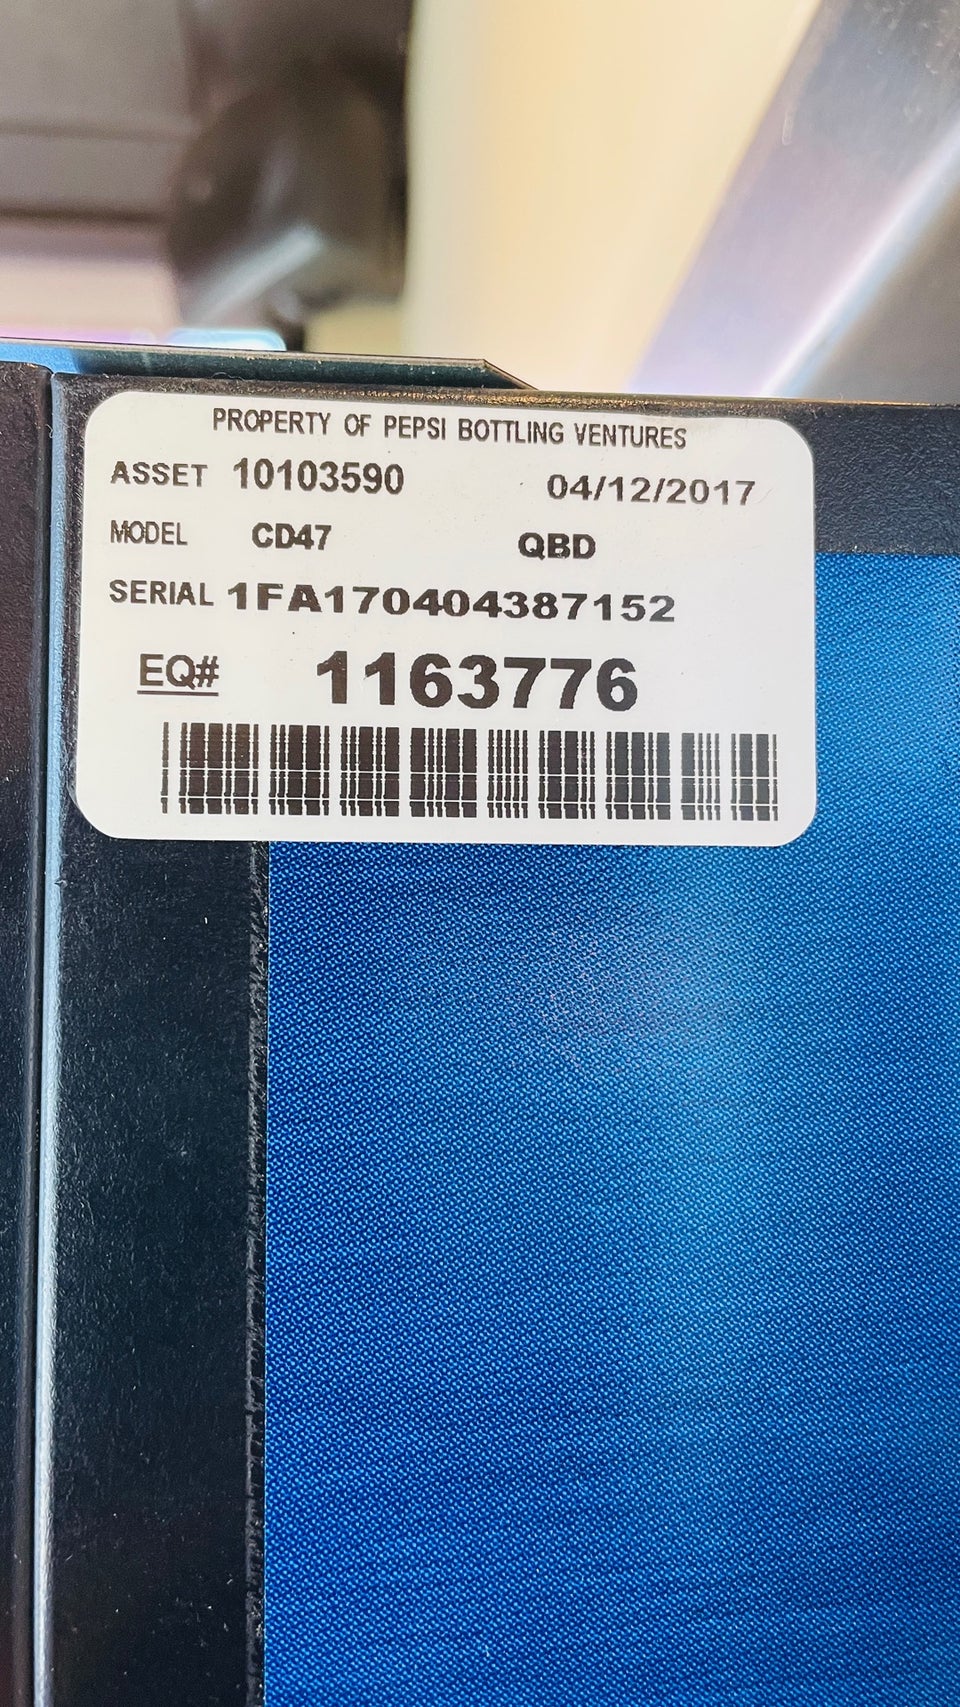 PROPERTY OF PEPSI BOTTLING VENTURES
ASSET 10103590 04/12/2017
MODEL CD47 QBD
SERIAL 1FA170404387152
EQ# 1163776